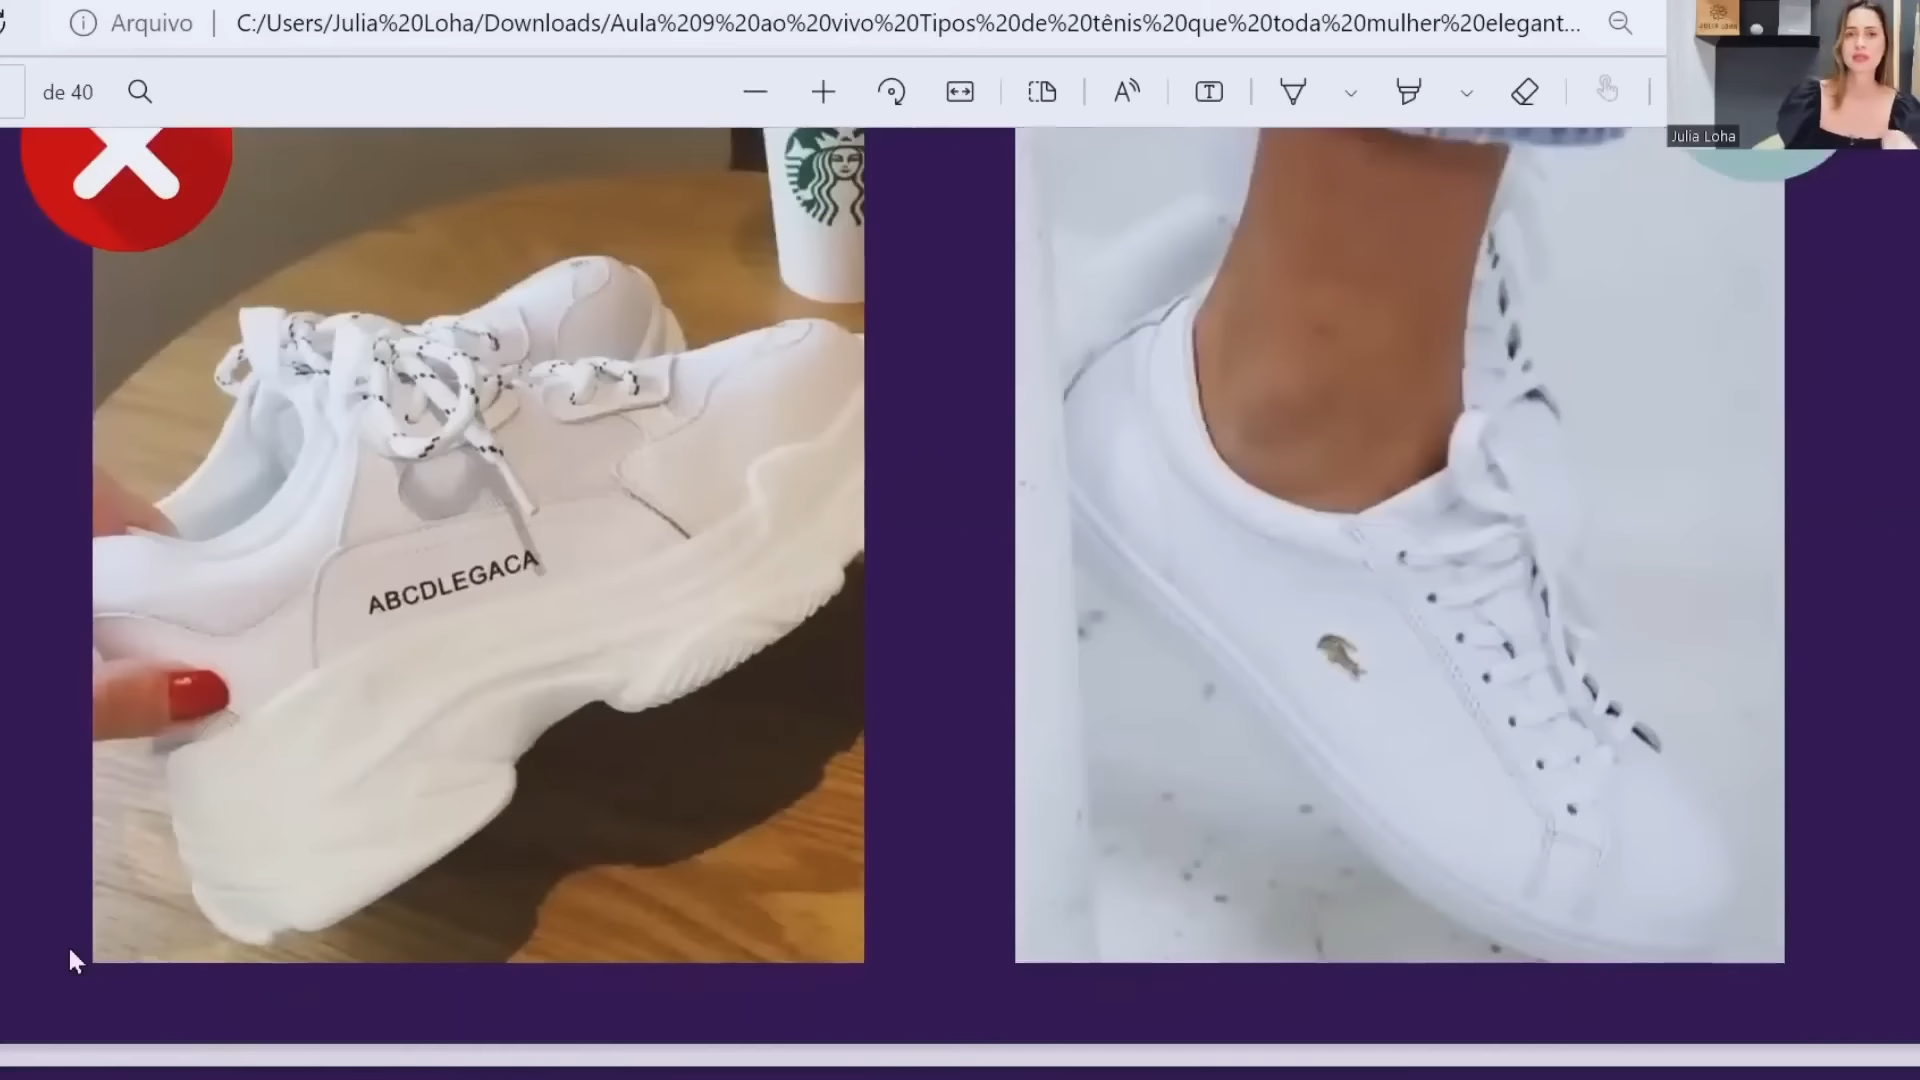 Arquivo
C:/Users/Julia%20Loha/Downloads/Aula%209%20ao%20vivo%20Tipos%20de%20tênis%20que%20toda%20mulher%20elegant...
de 40
Julia Loha
ABCDLEGACA